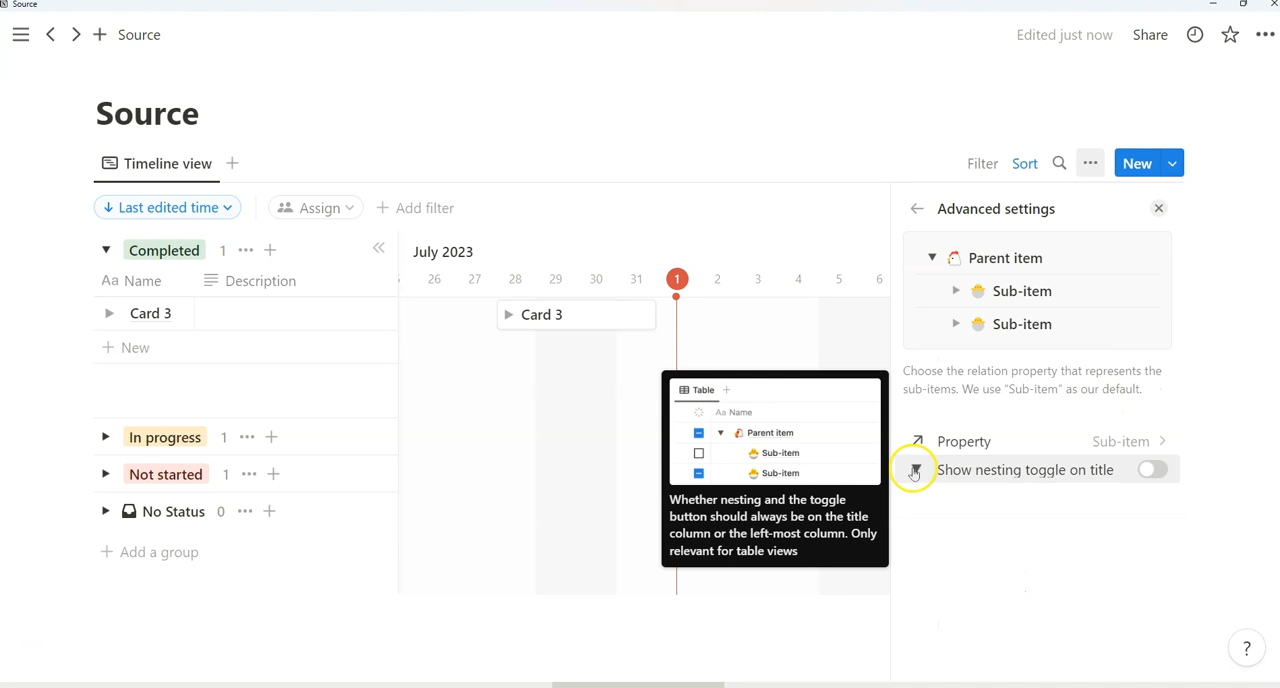 Source
Source
Edited just now
Share
Source
Timeline view
Filter
Sort
New
Last edited time
Assign
Add filter
Advanced settings
Completed 1
July 2023
Parent item
Aa Name
Description
26 27 28 29 30 31 1 2 3 4 5 6
Sub-item
Card 3
Card 3
Sub-item
New
Choose the relation property that represents the
sub-items. We use "Sub-item" as our default.
Table
Aa Name
Parent item
Sub-item
Sub-item
In progress 1
Property
Sub-item
Not started 1
Show nesting toggle on title
Whether nesting and the toggle
button should always be on the title
column or the left-most column. Only
relevant for table views
No Status 0
Add a group
?